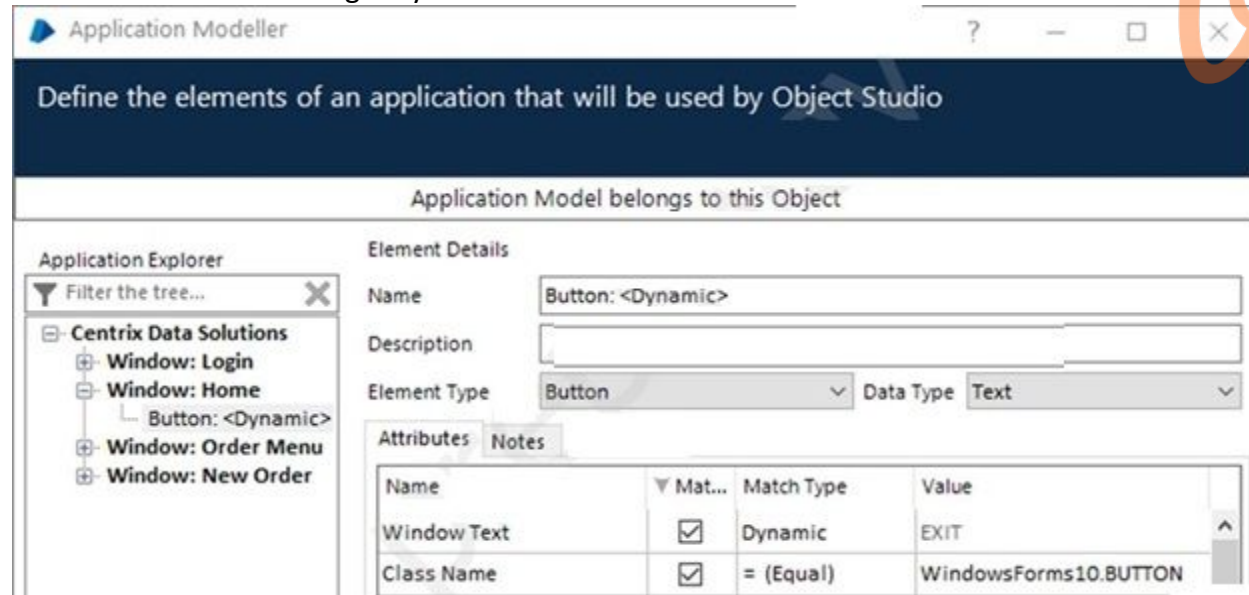 Application Modeller
?
Define the elements of an application that will be used by Object Studio
Application Model belongs to this Object
Application Explorer
Filter the tree...
Centrix Data Solutions
Window: Login
Window: Home
Button: <Dynamic>
Window: Order Menu
Window: New Order
Element Details
Name Button: <Dynamic>
Description
Element Type Button Data Type Text
Attributes Notes
Name Mat... Match Type Value
Window Text Dynamic EXIT
Class Name = (Equal) WindowsForms10.BUTTON